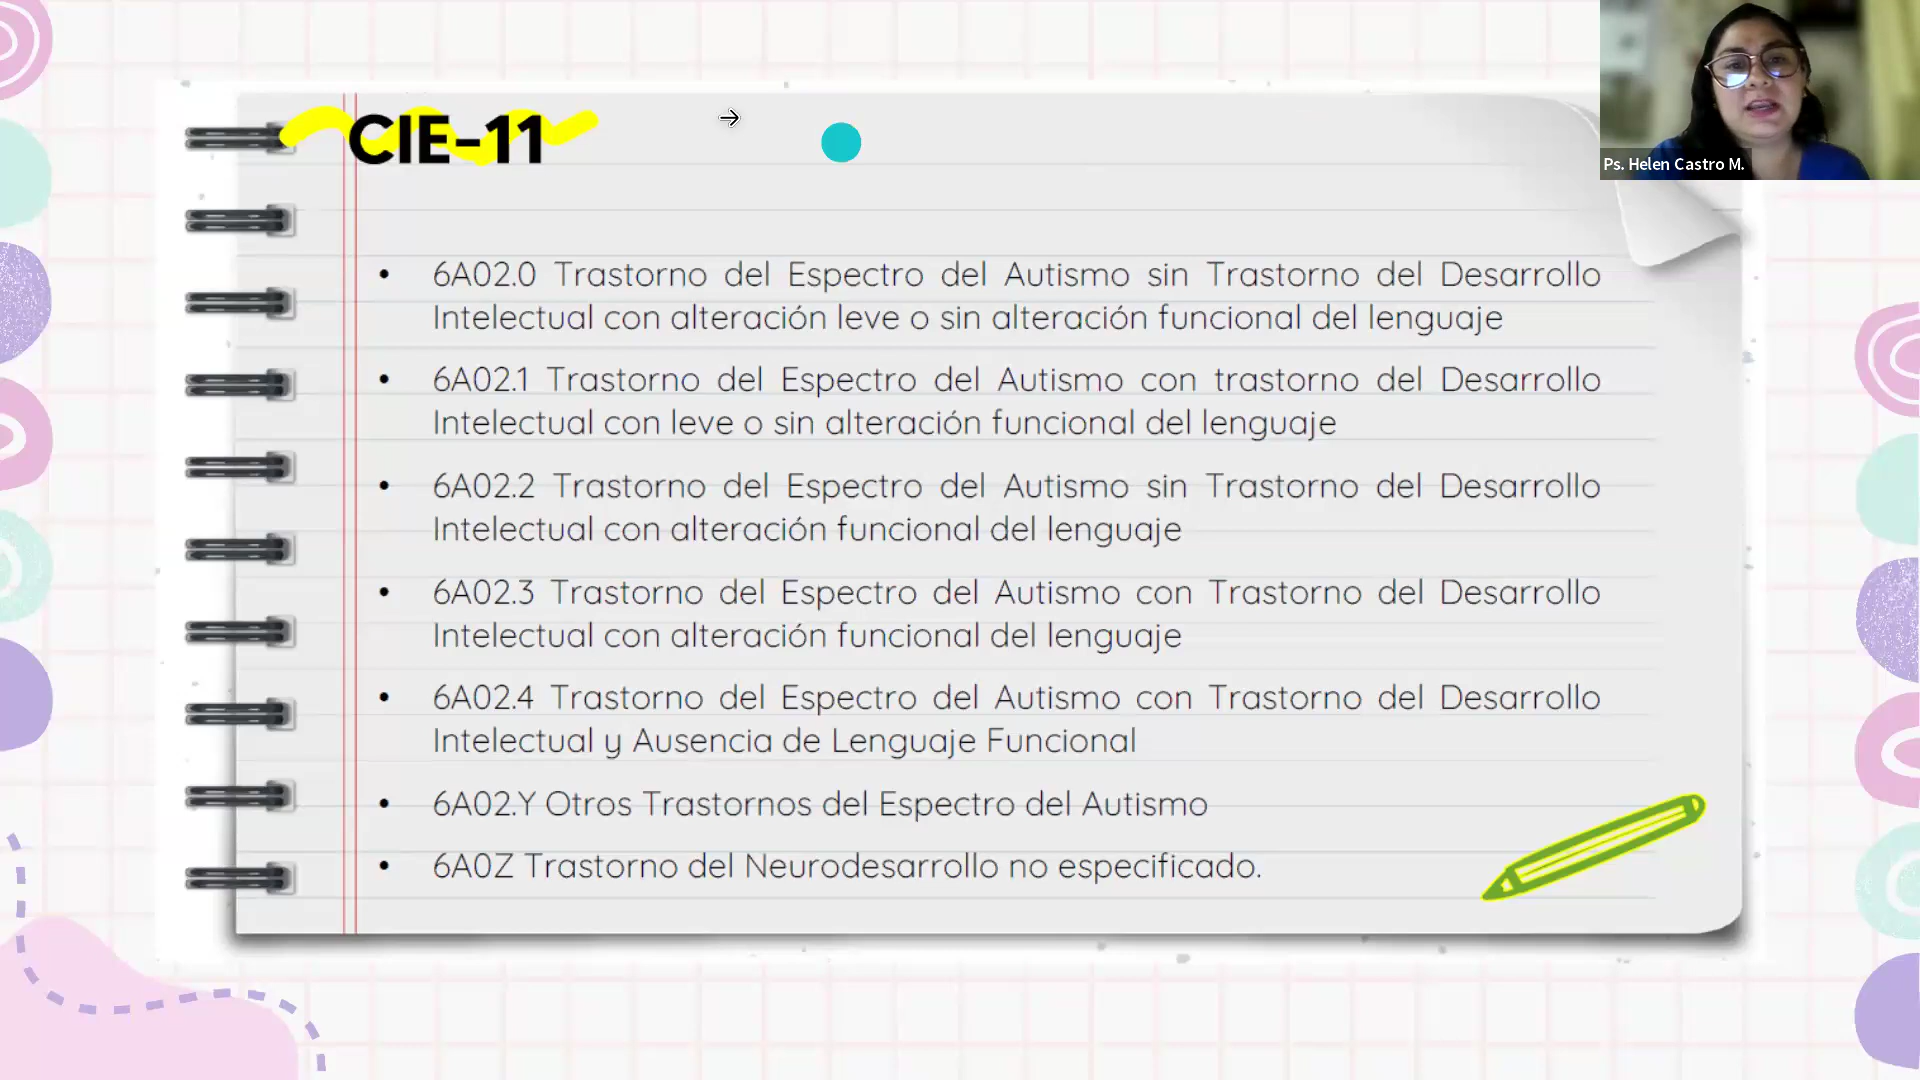 CIE-11
Ps. Helen Castro M.
• 6A02.0 Trastorno del Espectro del Autismo sin Trastorno del Desarrollo
Intelectual con alteración leve o sin alteración funcional del lenguaje
• 6A02.1 Trastorno del Espectro del Autismo con trastorno del Desarrollo
Intelectual con leve o sin alteración funcional del lenguaje
• 6A02.2 Trastorno del Espectro del Autismo sin Trastorno del Desarrollo
Intelectual con alteración funcional del lenguaje
• 6A02.3 Trastorno del Espectro del Autismo con Trastorno del Desarrollo
Intelectual con alteración funcional del lenguaje
• 6A02.4 Trastorno del Espectro del Autismo con Trastorno del Desarrollo
Intelectual y Ausencia de Lenguaje Funcional
• 6A02.Y Otros Trastornos del Espectro del Autismo
• 6A0Z Trastorno del Neurodesarrollo no especificado.